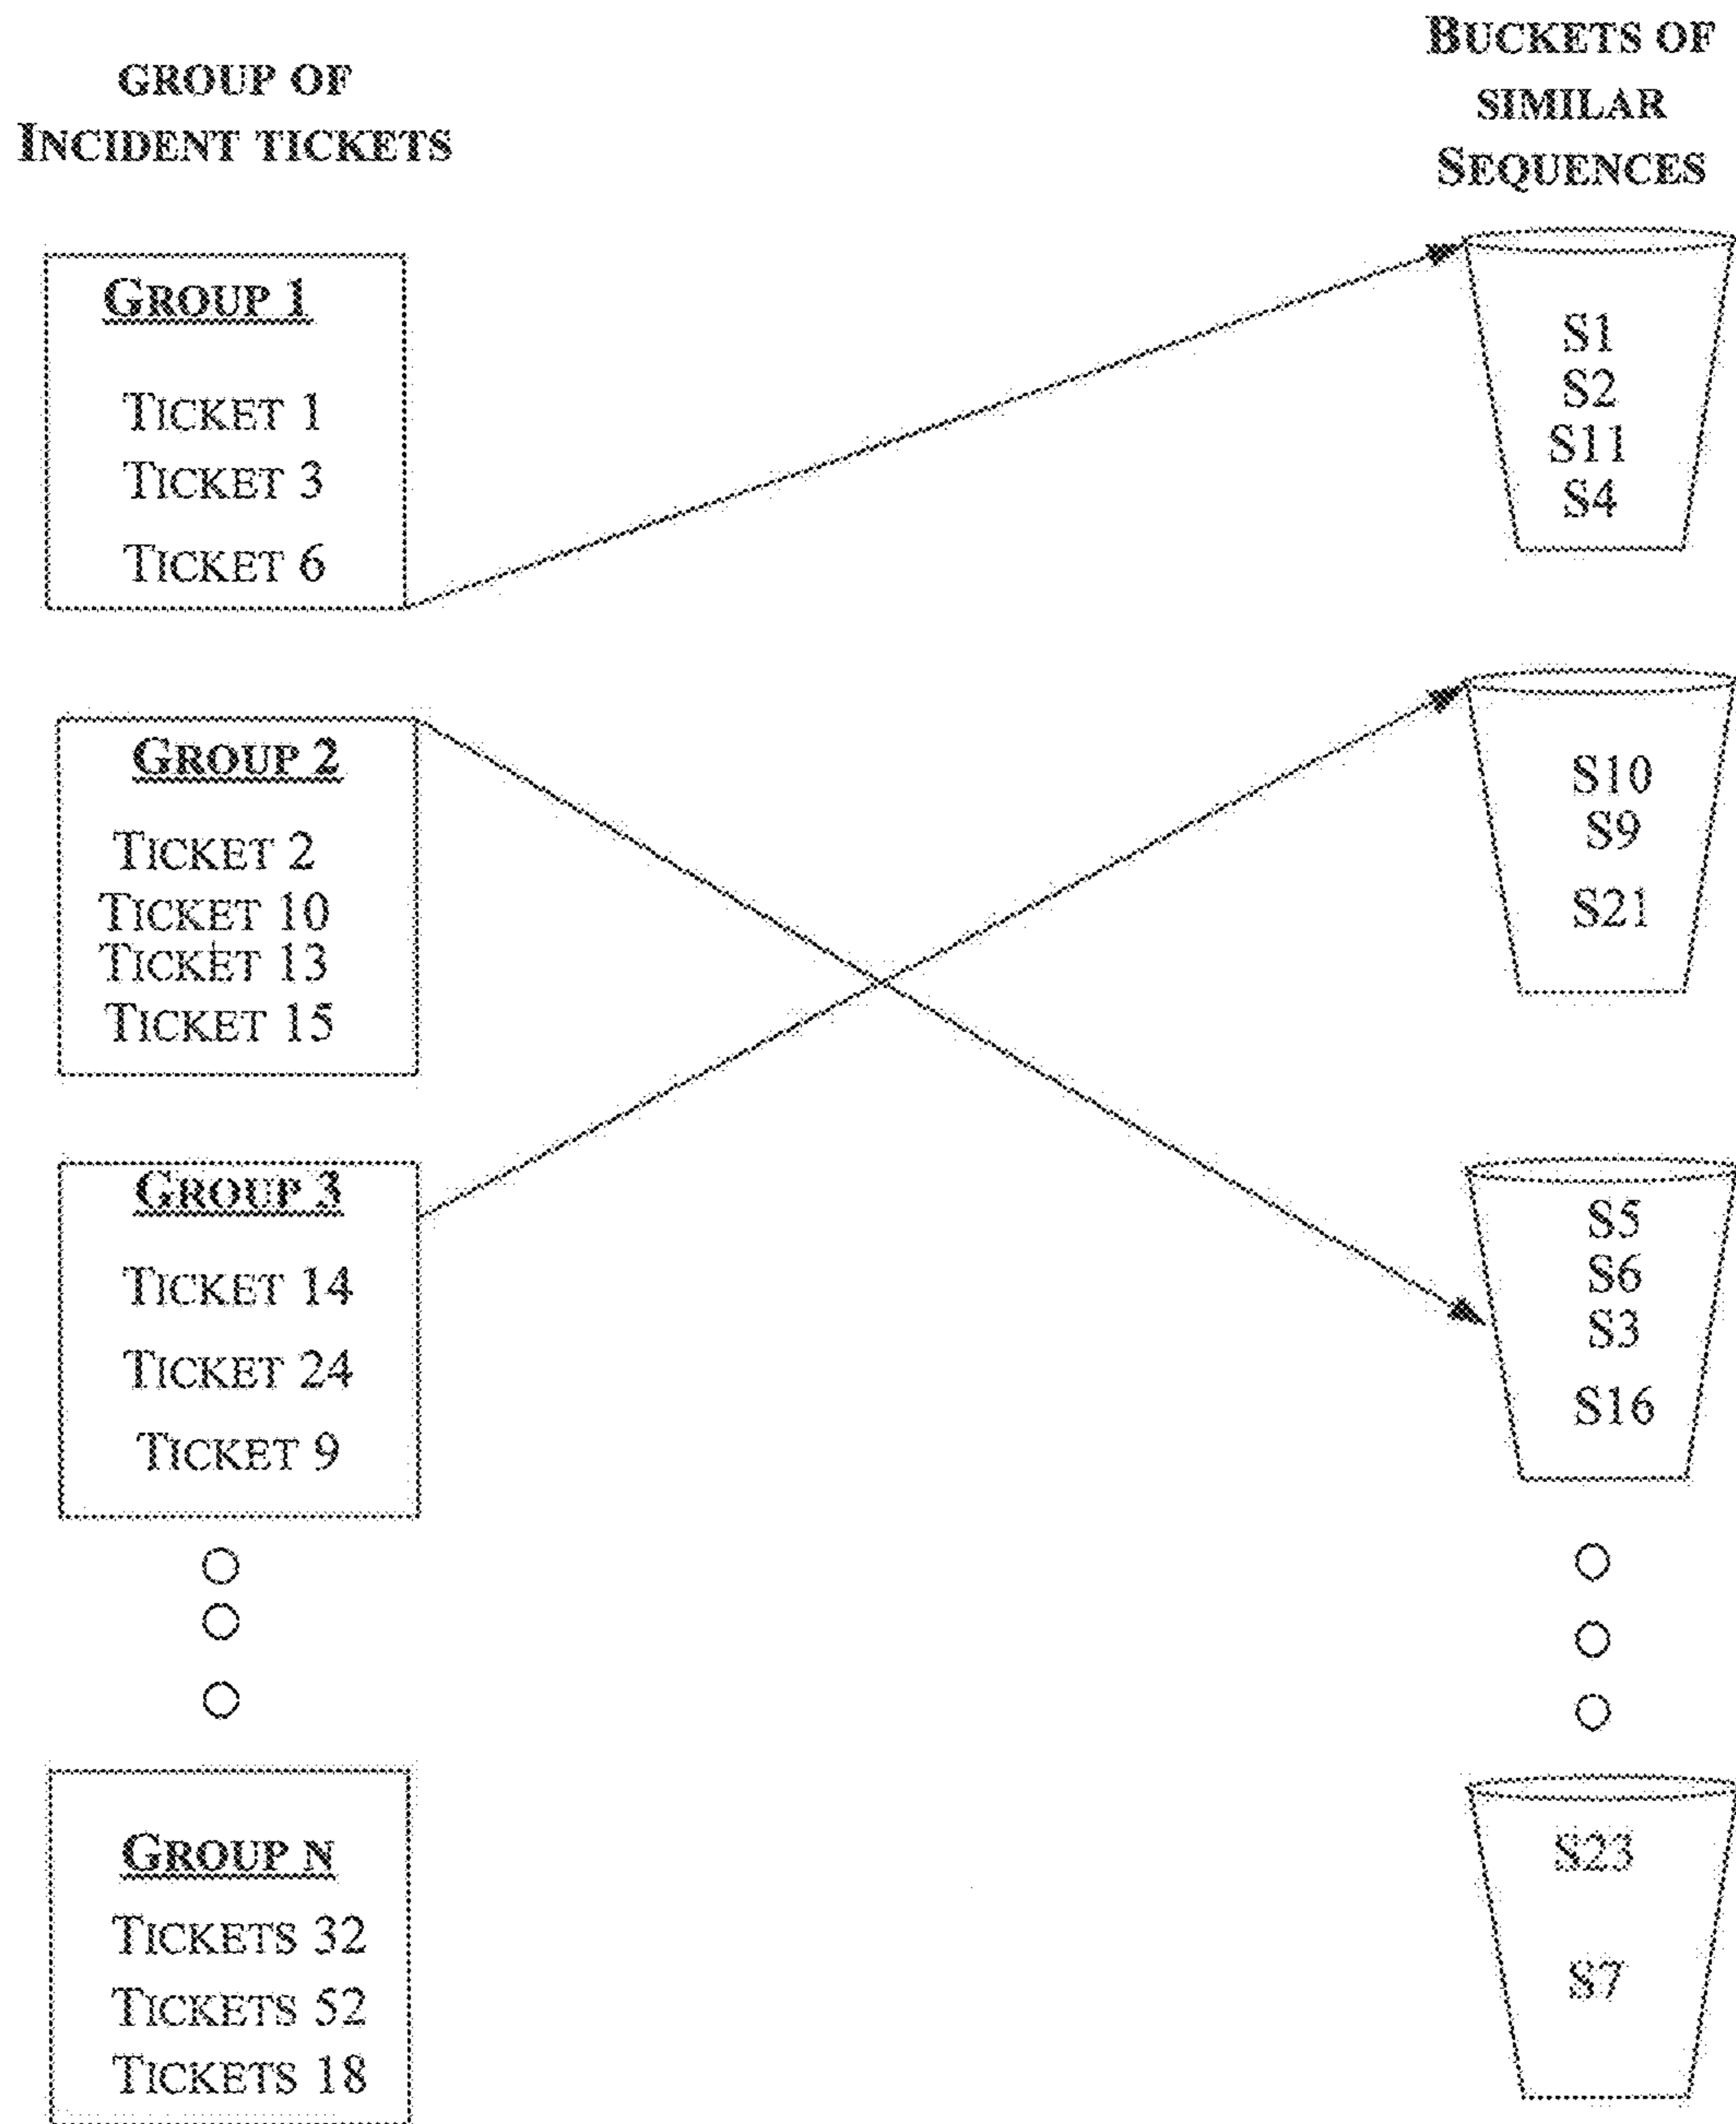 GROUP OF
INCIDENT TICKETS
GROUP 1
TICKET 1
TICKET 3
TICKET 6
GROUP 2
TICKET 2
TICKET 10
TICKET 13
TICKET 15
GROUP 3
TICKET 14
TICKET 24
TICKET 9
GROUP N
TICKETS 32
TICKETS 52
TICKETS 18
BUCKETS OF
SIMILAR
SEQUENCES
S1
S2
S11
S4
S10
S9
S21
S5
S6
S3
S16
S23
S7